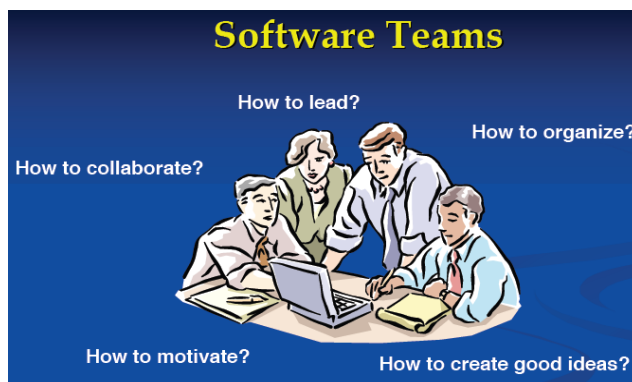 Software Teams
How to lead?
How to organize?
How to collaborate?
How to motivate?
How to create good ideas?